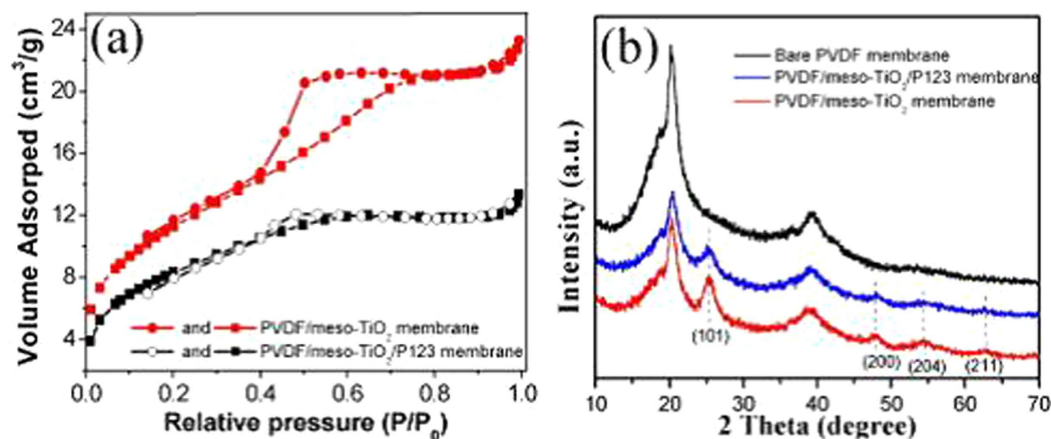 (a)
Volume Adsorped (cm³/g)
24
20
16
12
8
4
and PVDF/meso-TiO₂ membrane
and PVDF/meso-TiO₂/P123 membrane
0.0 0.2 0.4 0.6 0.8 1.0
Relative pressure (P/P₀)
(b)
Intensity (a.u.)
Bare PVDF membrane
PVDF/meso-TiO₂/P123 membrane
PVDF/meso-TiO₂ membrane
(101)
(200) (204) (211)
10 20 30 40 50 60 70
2 Theta (degree)